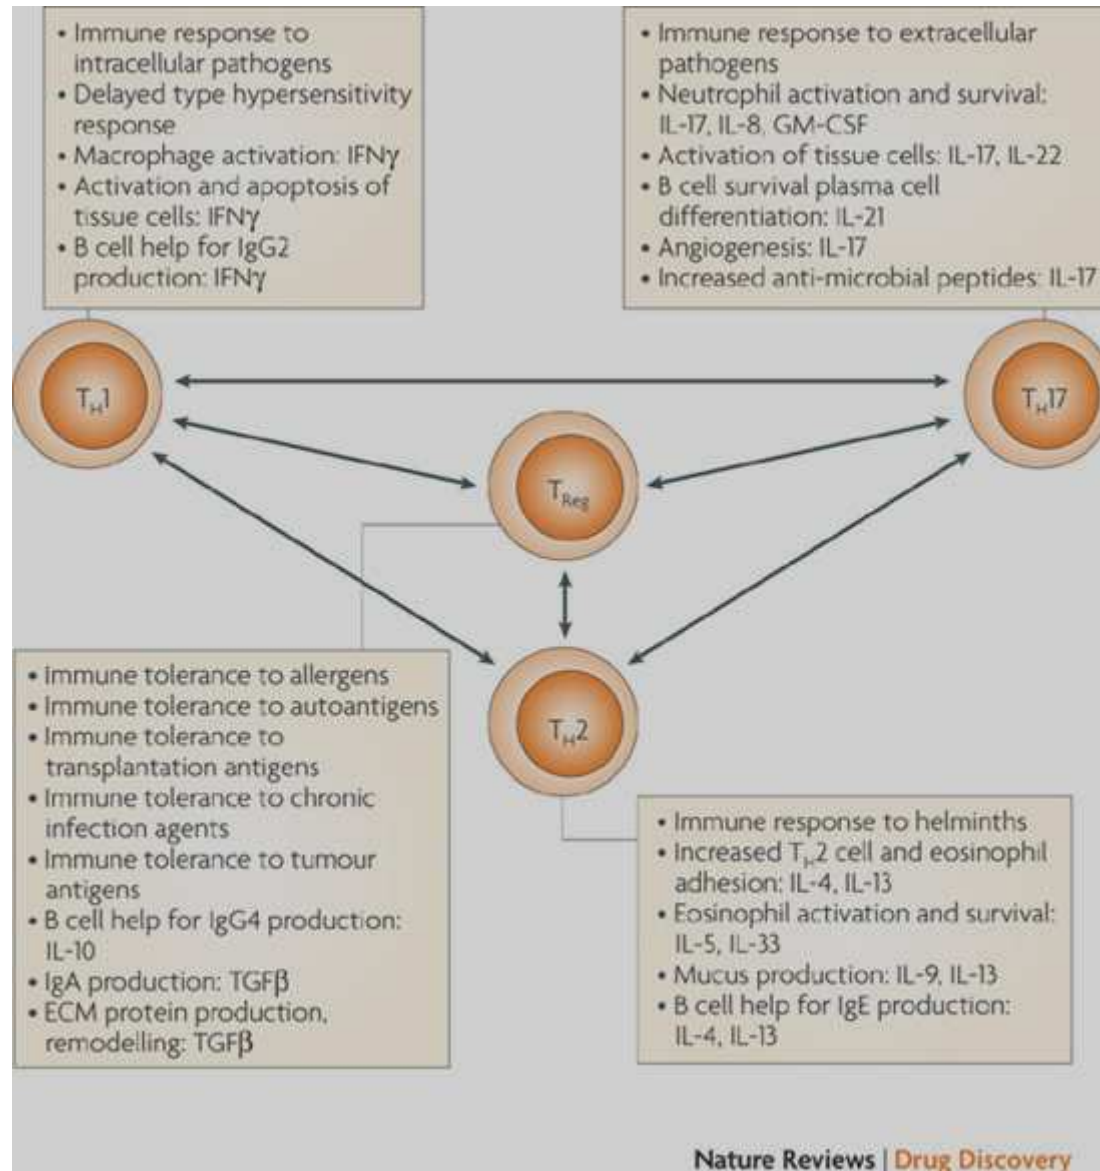 • Immune response to
intracellular pathogens
• Delayed type hypersensitivity
response
• Macrophage activation: IFNγ
• Activation and apoptosis of
tissue cells: IFNγ
• B cell help for IgG2
production: IFNγ
• Immune response to extracellular
pathogens
• Neutrophil activation and survival:
IL-17, IL-8, GM-CSF
• Activation of tissue cells: IL-17, IL-22
• B cell survival plasma cell
differentiation: IL-21
• Angiogenesis: IL-17
• Increased anti-microbial peptides: IL-17
TH1
TH17
TReg
TH2
• Immune tolerance to allergens
• Immune tolerance to autoantigens
• Immune tolerance to
transplantation antigens
• Immune tolerance to chronic
infection agents
• Immune tolerance to tumour
antigens
• B cell help for IgG4 production:
IL-10
• IgA production: TGFβ
• ECM protein production,
remodelling: TGFβ
• Immune response to helminths
• Increased TH2 cell and eosinophil
adhesion: IL-4, IL-13
• Eosinophil activation and survival:
IL-5, IL-33
• Mucus production: IL-9, IL-13
• B cell help for IgE production:
IL-4, IL-13
Nature Reviews | Drug Discovery